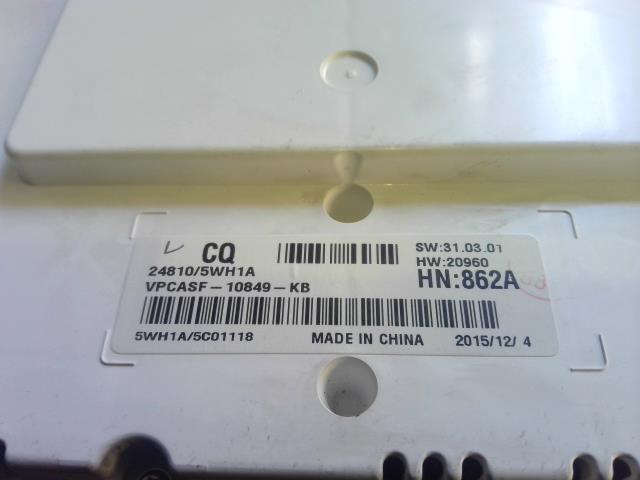 CQ
24810/5WH1A
VPCASF-10849-KB
SW:31.03.01
HW:20960
HN:862A
5WH1A/5C01118
MADE IN CHINA
2015/12/ 4